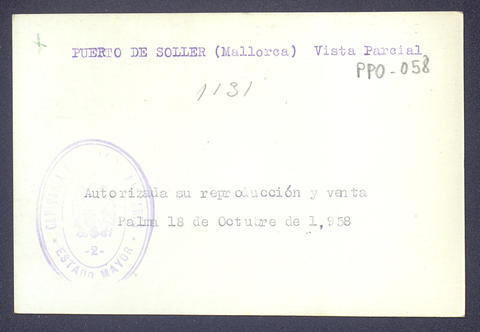 PUERTO DE SOLLER (Mallorca) Vista Parcial
PPO-058
1131
Autorizada su reproducción y venta
Palma 18 de Octubre de 1,958
-2-
ESTADO MAYOR